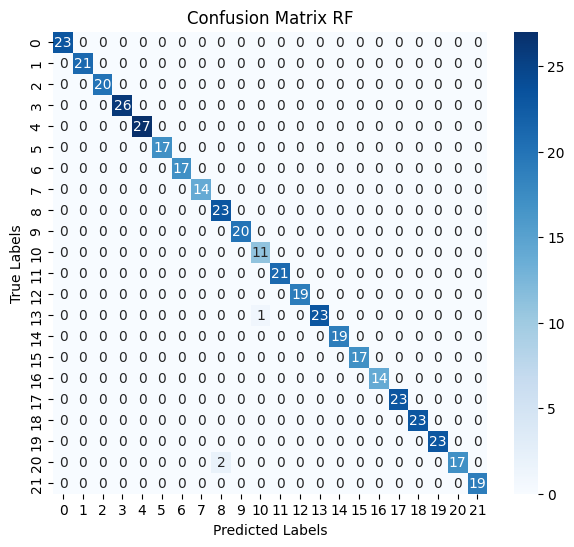 Confusion Matrix RF
0 23 0 0 0 0 0 0 0 0 0 0 0 0 0 0 0 0 0 0 0 0 0
1 0 21 0 0 0 0 0 0 0 0 0 0 0 0 0 0 0 0 0 0 0 0
2 0 0 20 0 0 0 0 0 0 0 0 0 0 0 0 0 0 0 0 0 0 0
3 0 0 0 26 0 0 0 0 0 0 0 0 0 0 0 0 0 0 0 0 0 0
4 0 0 0 0 27 0 0 0 0 0 0 0 0 0 0 0 0 0 0 0 0 0
5 0 0 0 0 0 17 0 0 0 0 0 0 0 0 0 0 0 0 0 0 0 0
6 0 0 0 0 0 0 17 0 0 0 0 0 0 0 0 0 0 0 0 0 0 0
7 0 0 0 0 0 0 0 14 0 0 0 0 0 0 0 0 0 0 0 0 0 0
8 0 0 0 0 0 0 0 0 23 0 0 0 0 0 0 0 0 0 0 0 0 0
9 0 0 0 0 0 0 0 0 0 20 0 0 0 0 0 0 0 0 0 0 0 0
10 0 0 0 0 0 0 0 0 0 0 11 0 0 0 0 0 0 0 0 0 0 0
11 0 0 0 0 0 0 0 0 0 0 0 21 0 0 0 0 0 0 0 0 0 0
12 0 0 0 0 0 0 0 0 0 0 0 0 19 0 0 0 0 0 0 0 0 0
13 0 0 0 0 0 0 0 0 0 0 1 0 0 23 0 0 0 0 0 0 0 0
14 0 0 0 0 0 0 0 0 0 0 0 0 0 0 19 0 0 0 0 0 0 0
15 0 0 0 0 0 0 0 0 0 0 0 0 0 0 0 17 0 0 0 0 0 0
16 0 0 0 0 0 0 0 0 0 0 0 0 0 0 0 0 14 0 0 0 0 0
17 0 0 0 0 0 0 0 0 0 0 0 0 0 0 0 0 0 23 0 0 0 0
18 0 0 0 0 0 0 0 0 0 0 0 0 0 0 0 0 0 0 23 0 0 0
19 0 0 0 0 0 0 0 0 0 0 0 0 0 0 0 0 0 0 0 23 0 0
20 0 0 0 0 0 0 0 0 2 0 0 0 0 0 0 0 0 0 0 0 17 0
21 0 0 0 0 0 0 0 0 0 0 0 0 0 0 0 0 0 0 0 0 0 19
0 1 2 3 4 5 6 7 8 9 10 11 12 13 14 15 16 17 18 19 20 21
True Labels
Predicted Labels
25
20
15
10
5
0